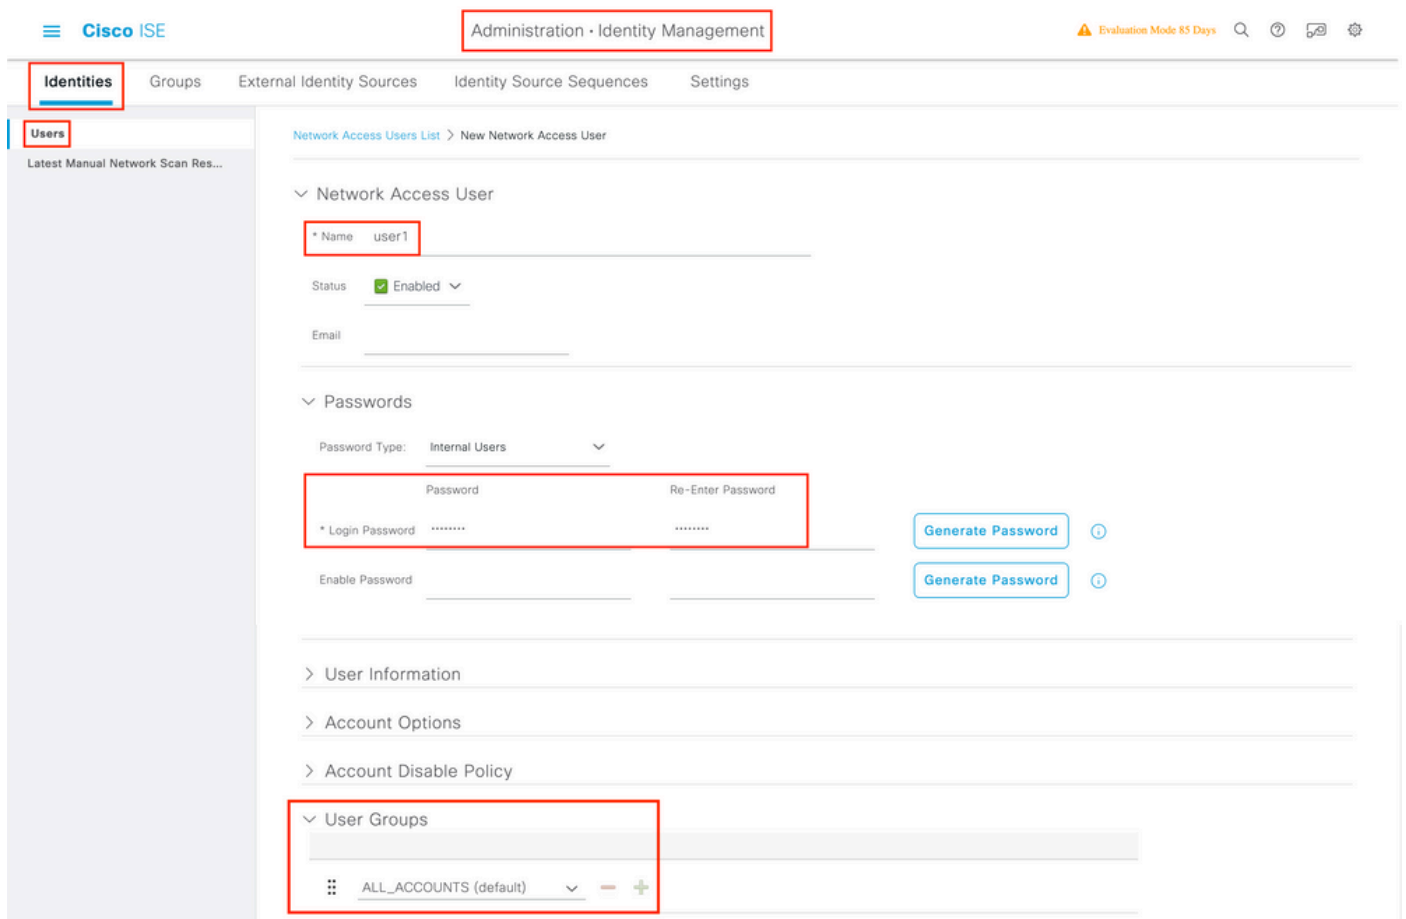 Cisco ISE
Administration · Identity Management
Evaluation Mode 85 Days
Identities
Groups
External Identity Sources
Identity Source Sequences
Settings
Users
Latest Manual Network Scan Res...
Network Access Users List > New Network Access User
Network Access User
* Name user1
Status Enabled
Email
Passwords
Password Type: Internal Users
Password Re-Enter Password
* Login Password ········ ········ Generate Password
Enable Password Generate Password
User Information
Account Options
Account Disable Policy
User Groups
ALL_ACCOUNTS (default)